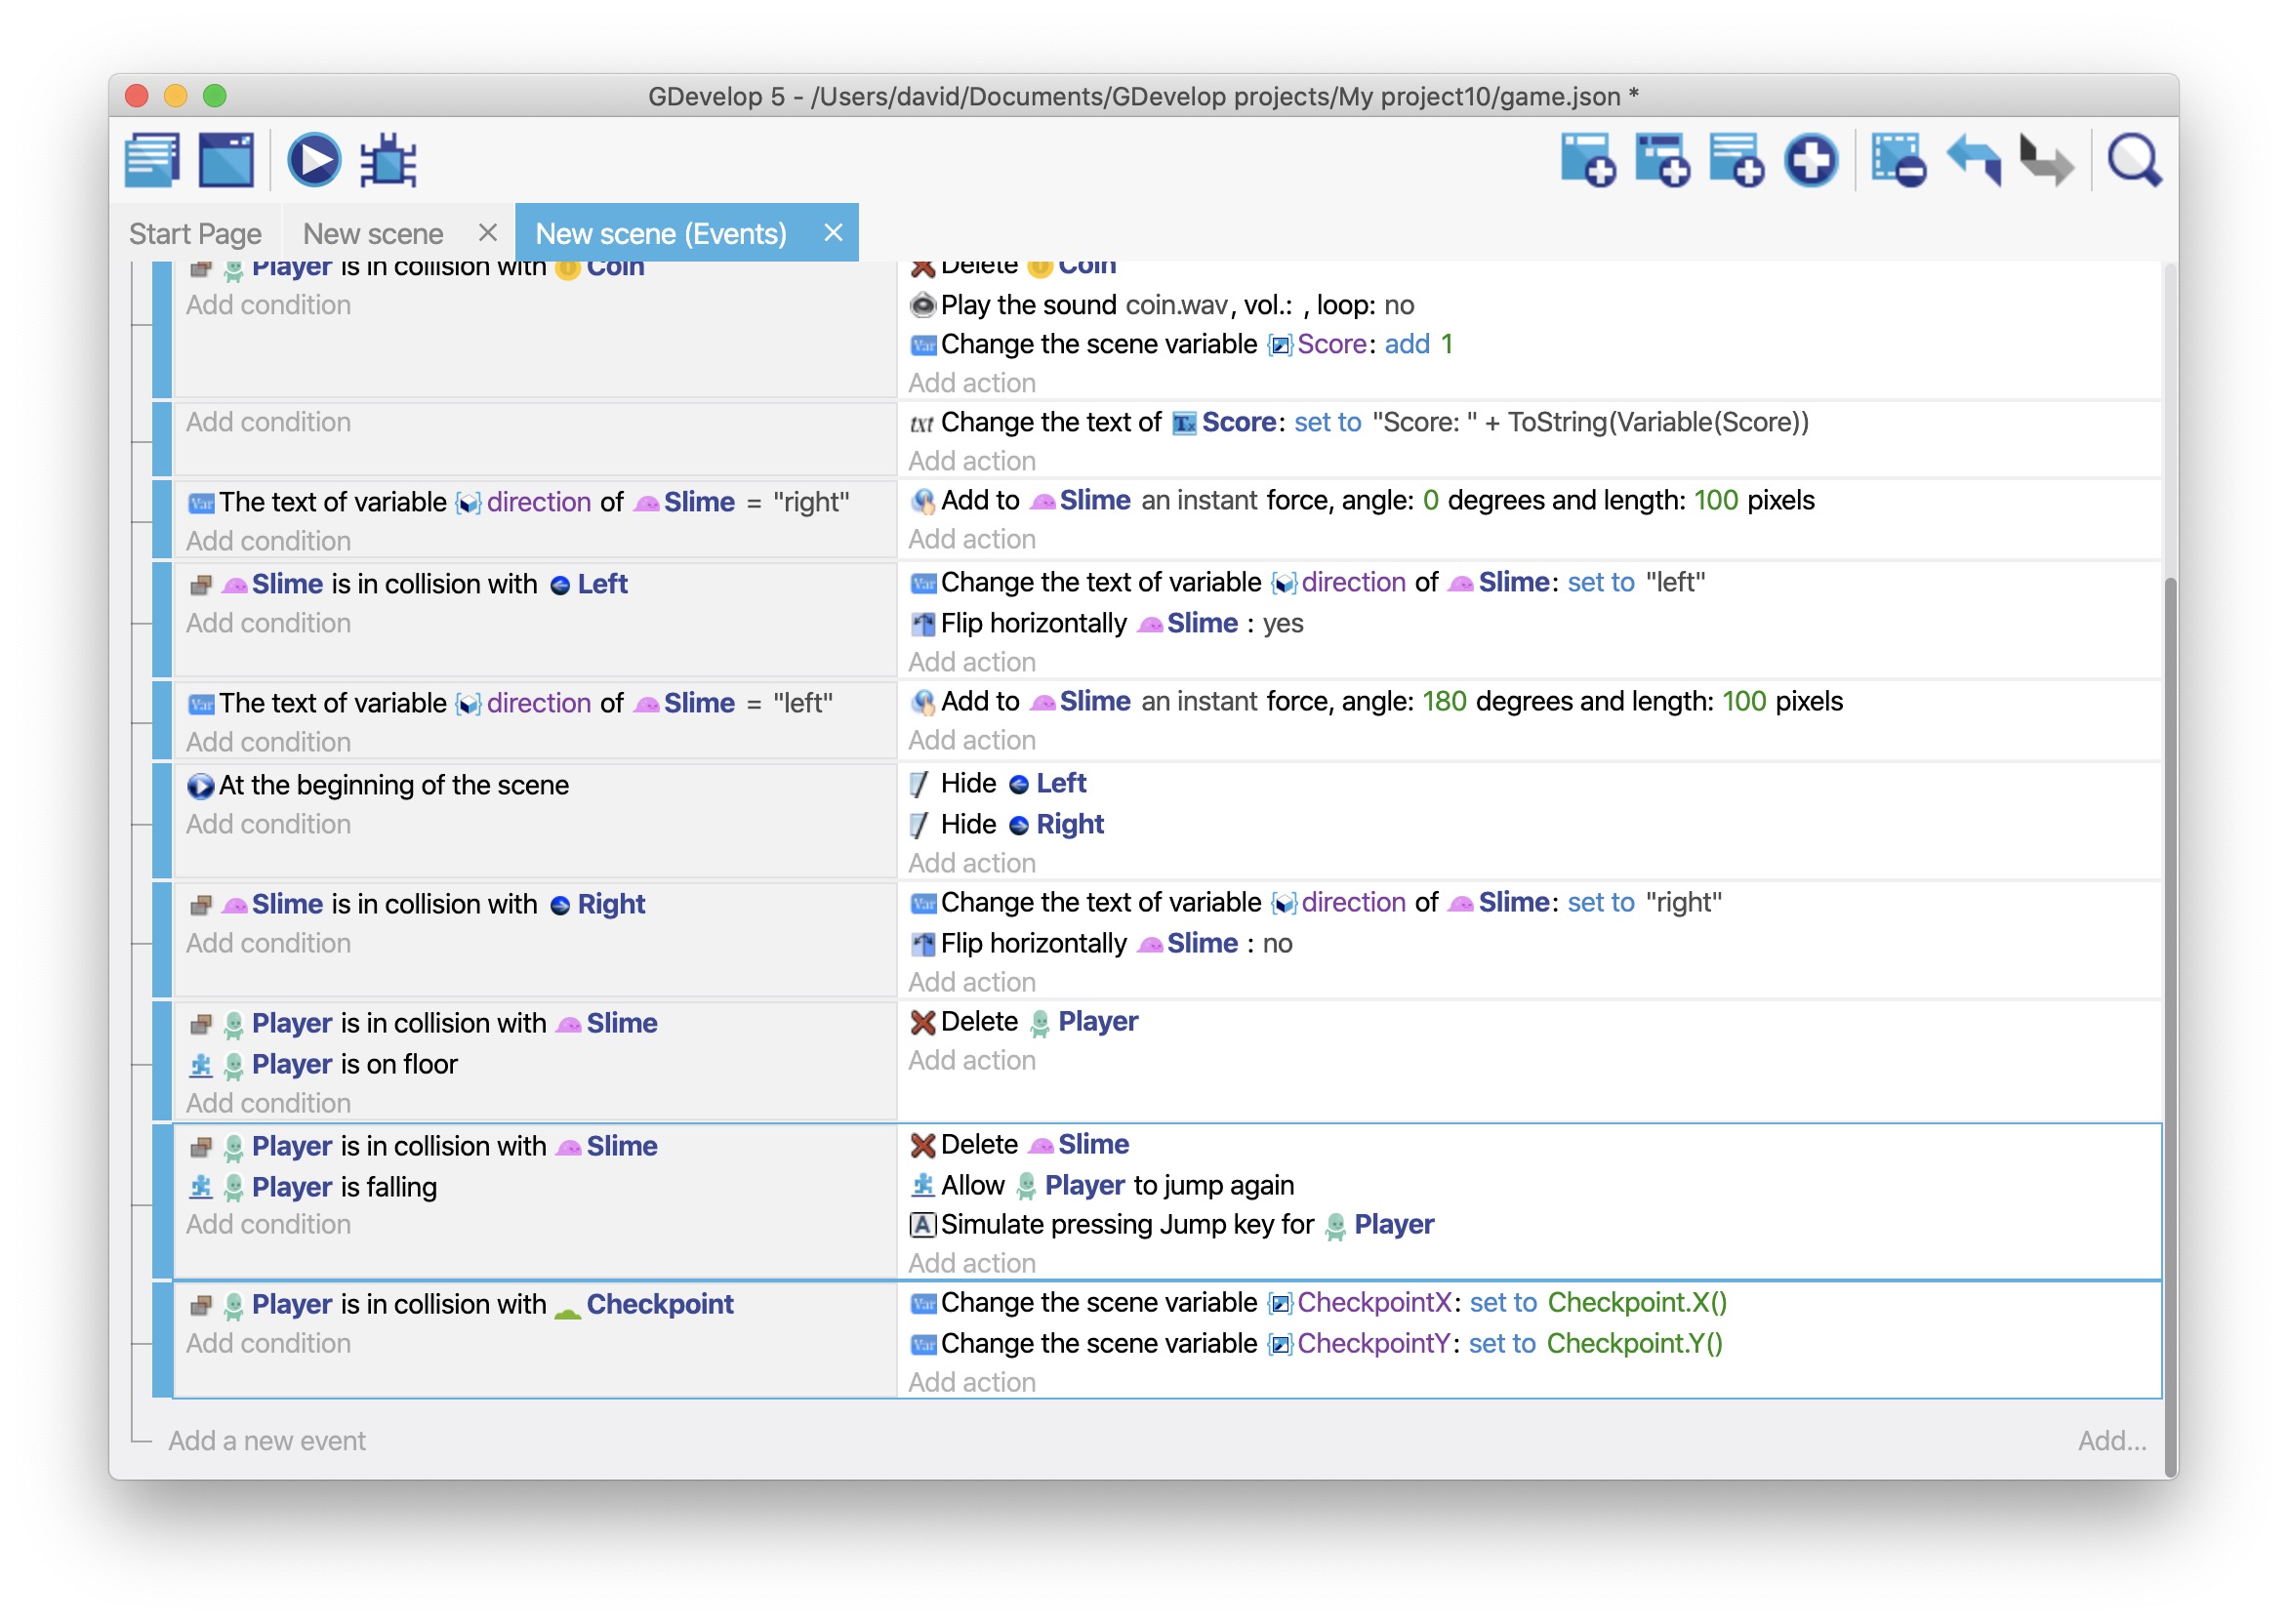 GDevelop 5 - /Users/david/Documents/GDevelop projects/My project10/game.json *
Start Page New scene × New scene (Events) ×
Player is in collision with Coin Delete Coin
Add condition Play the sound coin.wav, vol.: , loop: no
Var Change the scene variable Score: add 1
Add action
Add condition txt Change the text of Tx Score: set to "Score: " + ToString(Variable(Score))
Add action
Var The text of variable direction of Slime = "right" Add to Slime an instant force, angle: 0 degrees and length: 100 pixels
Add condition Add action
Slime is in collision with Left Var Change the text of variable direction of Slime: set to "left"
Add condition Flip horizontally Slime : yes
Add action
Var The text of variable direction of Slime = "left" Add to Slime an instant force, angle: 180 degrees and length: 100 pixels
Add condition Add action
At the beginning of the scene Hide Left
Add condition Hide Right
Add action
Slime is in collision with Right Var Change the text of variable direction of Slime: set to "right"
Add condition Flip horizontally Slime : no
Add action
Player is in collision with Slime Delete Player
Player is on floor Add action
Add condition
Player is in collision with Slime Delete Slime
Player is falling Allow Player to jump again
Add condition A Simulate pressing Jump key for Player
Add action
Player is in collision with Checkpoint Var Change the scene variable CheckpointX: set to Checkpoint.X()
Add condition Var Change the scene variable CheckpointY: set to Checkpoint.Y()
Add action
Add a new event Add...